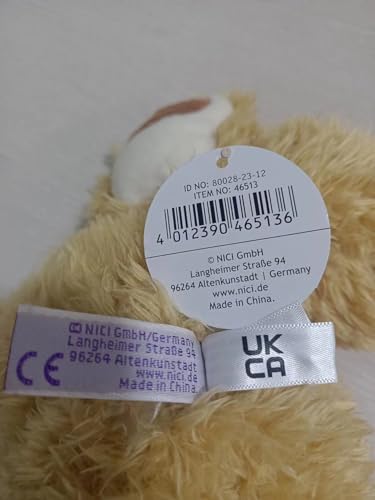 ID NO: 80028-23-12
ITEM NO: 46513
4 012390 465136
© NICI GmbH
Langheimer Straße 94
96264 Altenkunstadt | Germany
www.nici.de
Made in China.
© NICI GmbH/Germany
Langheimer Straße 94
96264 Altenkunstadt
www.nici.de
Made in China.
CE
UK
CA